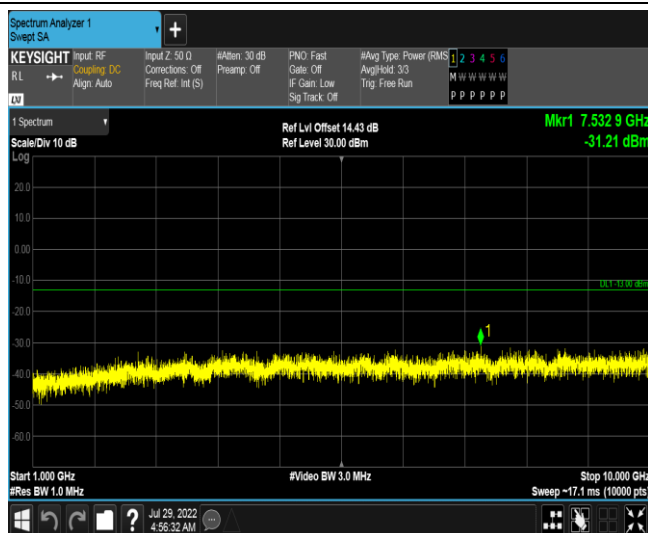 Spectrum Analyzer 1
Swept SA
+
KEYSIGHT
RL
LXI
Input: RF
Coupling: DC
Align: Auto
Input Z: 50 Ω
Corrections: Off
Freq Ref: Int (S)
#Atten: 30 dB
Preamp: Off
PNO: Fast
Gate: Off
IF Gain: Low
Sig Track: Off
#Avg Type: Power (RMS
Avg|Hold: 3/3
Trig: Free Run
1 2 3 4 5 6
M W W W W W
P P P P P P
1 Spectrum
Scale/Div 10 dB
Log
Ref Lvl Offset 14.43 dB
Ref Level 30.00 dBm
Mkr1 7.532 9 GHz
-31.21 dBm
20.0
10.0
0.00
-10.0
DL1 -13.00 dBm
-20.0
-30.0
1
-40.0
-50.0
-60.0
Start 1.000 GHz
#Res BW 1.0 MHz
#Video BW 3.0 MHz
Stop 10.000 GHz
Sweep ~17.1 ms (10000 pts)
?
Jul 29, 2022
4:56:32 AM